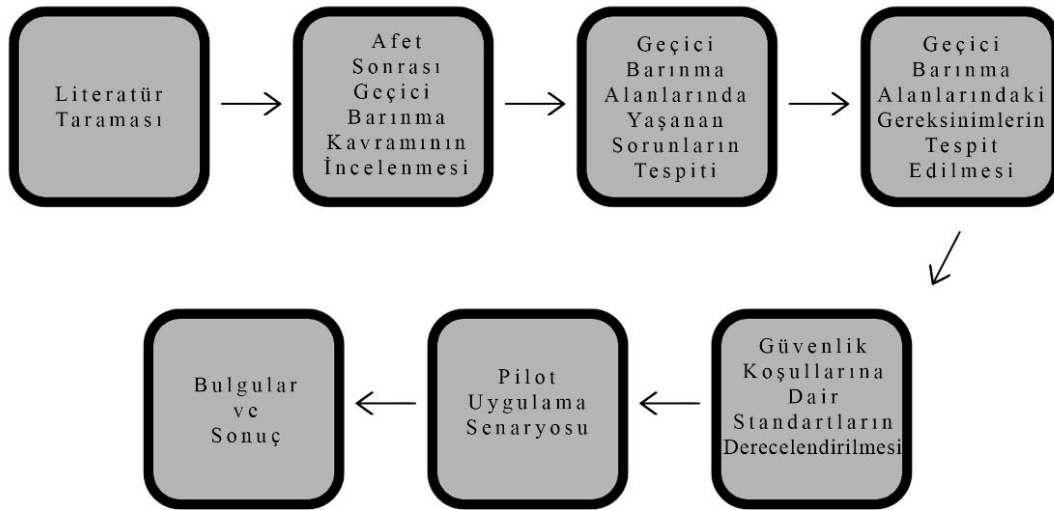 Literatür
Taraması
Afet
Sonrası
Geçici
Barınma
Kavramının
İncelenmesi
Geçici
Barınma
Alanlarında
Yaşanan
Sorunların
Tespiti
Geçici
Barınma
Alanlarındaki
Gereksinimlerin
Tespit
Edilmesi
Güvenlik
Koşullarına
Dair
Standartların
Derecelendirilmesi
Pilot
Uygulama
Senaryosu
Bulgular
ve
Sonuç